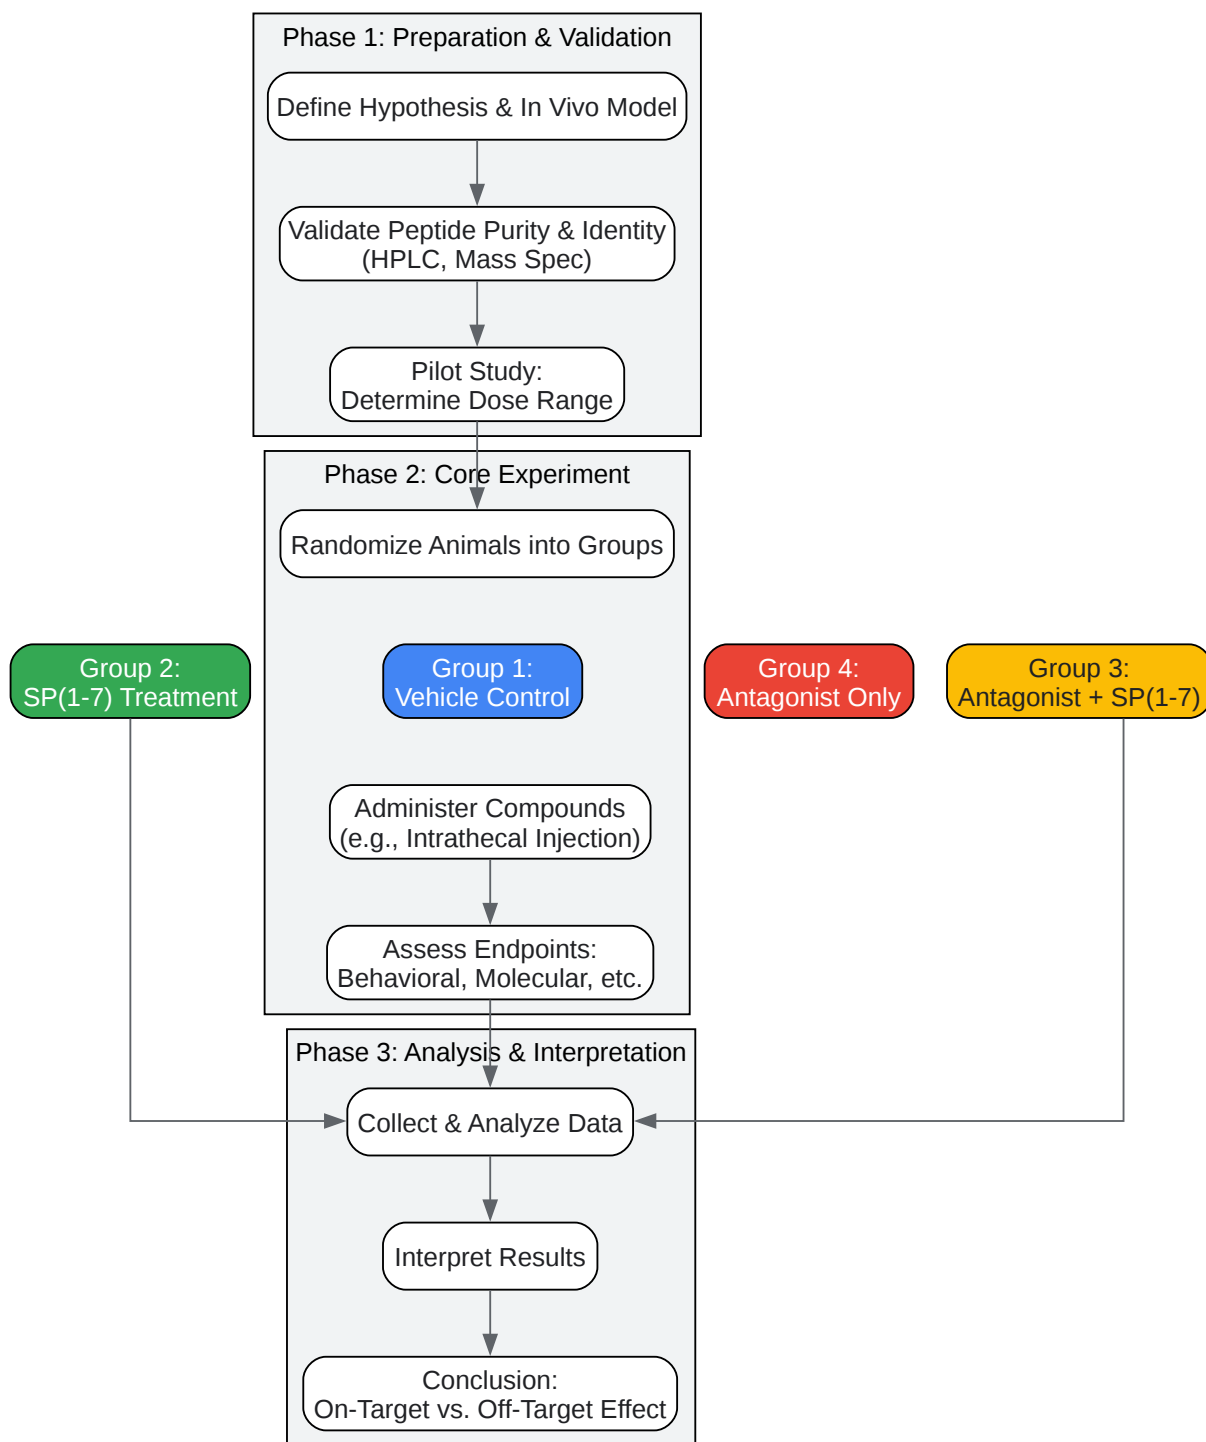 Phase 1: Preparation & Validation
Define Hypothesis & In Vivo Model
Validate Peptide Purity & Identity
(HPLC, Mass Spec)
Pilot Study:
Determine Dose Range
Phase 2: Core Experiment
Randomize Animals into Groups
Group 2:
SP(1-7) Treatment
Group 1:
Vehicle Control
Group 4:
Antagonist Only
Group 3:
Antagonist + SP(1-7)
Administer Compounds
(e.g., Intrathecal Injection)
Assess Endpoints:
Behavioral, Molecular, etc.
Phase 3: Analysis & Interpretation
Collect & Analyze Data
Interpret Results
Conclusion:
On-Target vs. Off-Target Effect